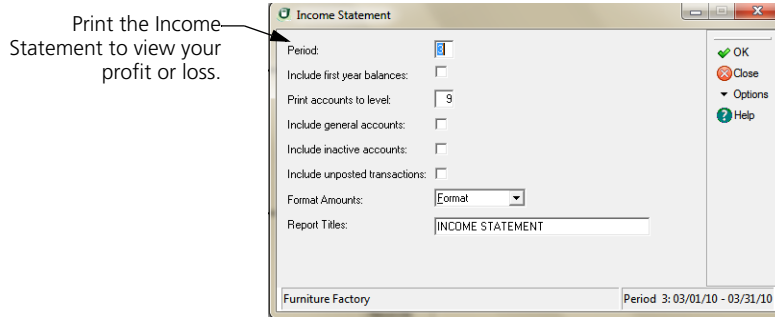 Print the Income
Statement to view your
profit or loss.
Income Statement
Period: 3
Include first year balances:
Print accounts to level: 9
Include general accounts:
Include inactive accounts:
Include unposted transactions:
Format Amounts: Format
Report Titles: INCOME STATEMENT
OK
Close
Options
Help
Furniture Factory
Period 3: 03/01/10 - 03/31/10